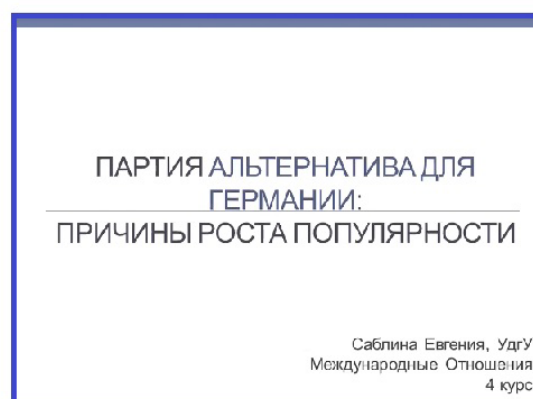 ПАРТИЯ АЛЬТЕРНАТИВА ДЛЯ
ГЕРМАНИИ:
ПРИЧИНЫ РОСТА ПОПУЛЯРНОСТИ
Саблина Евгения, УдгУ
Международные Отношения
4 курс